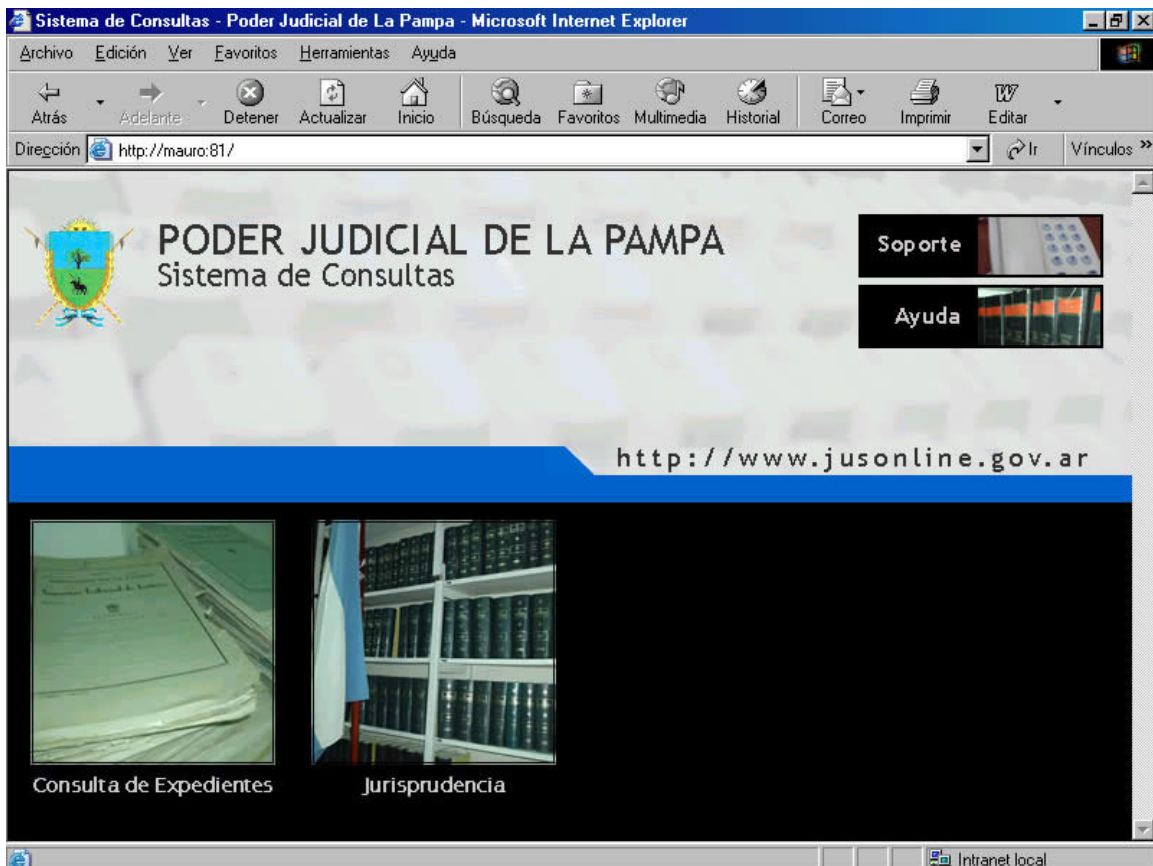 Sistema de Consultas - Poder Judicial de La Pampa - Microsoft Internet Explorer
Archivo Edición Ver Favoritos Herramientas Ayuda
Atrás Adelante Detener Actualizar Inicio Búsqueda Favoritos Multimedia Historial Correo Imprimir Editar
Dirección http://mauro:81/ Ir Vínculos »
PODER JUDICIAL DE LA PAMPA
Sistema de Consultas
Soporte
Ayuda
http://www.jusonline.gov.ar
Consulta de Expedientes Jurisprudencia
Intranet local